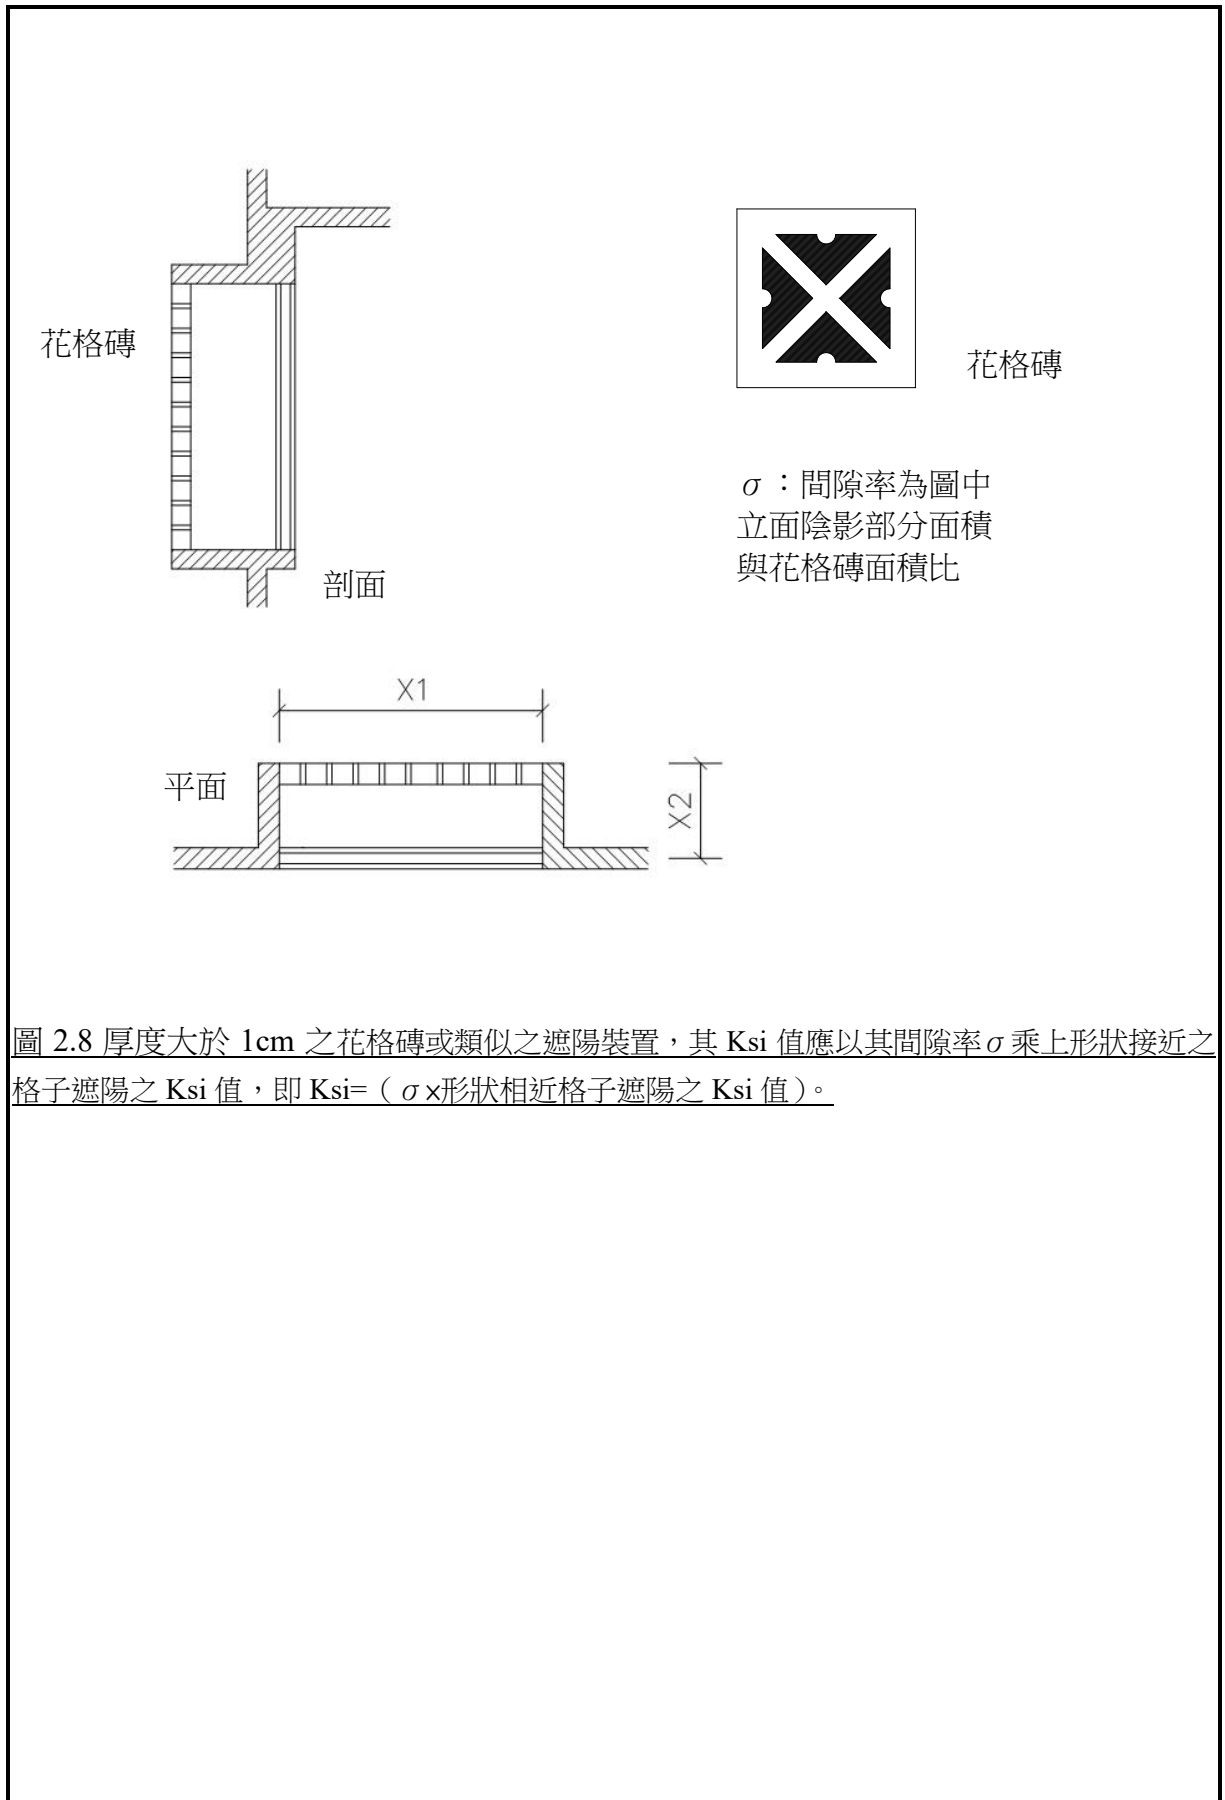 花格磚
花格磚
σ：間隙率為圖中
立面陰影部分面積
與花格磚面積比
剖面
X1
平面
X2
圖 2.8 厚度大於 1cm 之花格磚或類似之遮陽裝置，其 Ksi 值應以其間隙率σ乘上形狀接近之
格子遮陽之 Ksi 值，即 Ksi=（σx形狀相近格子遮陽之 Ksi 值）。